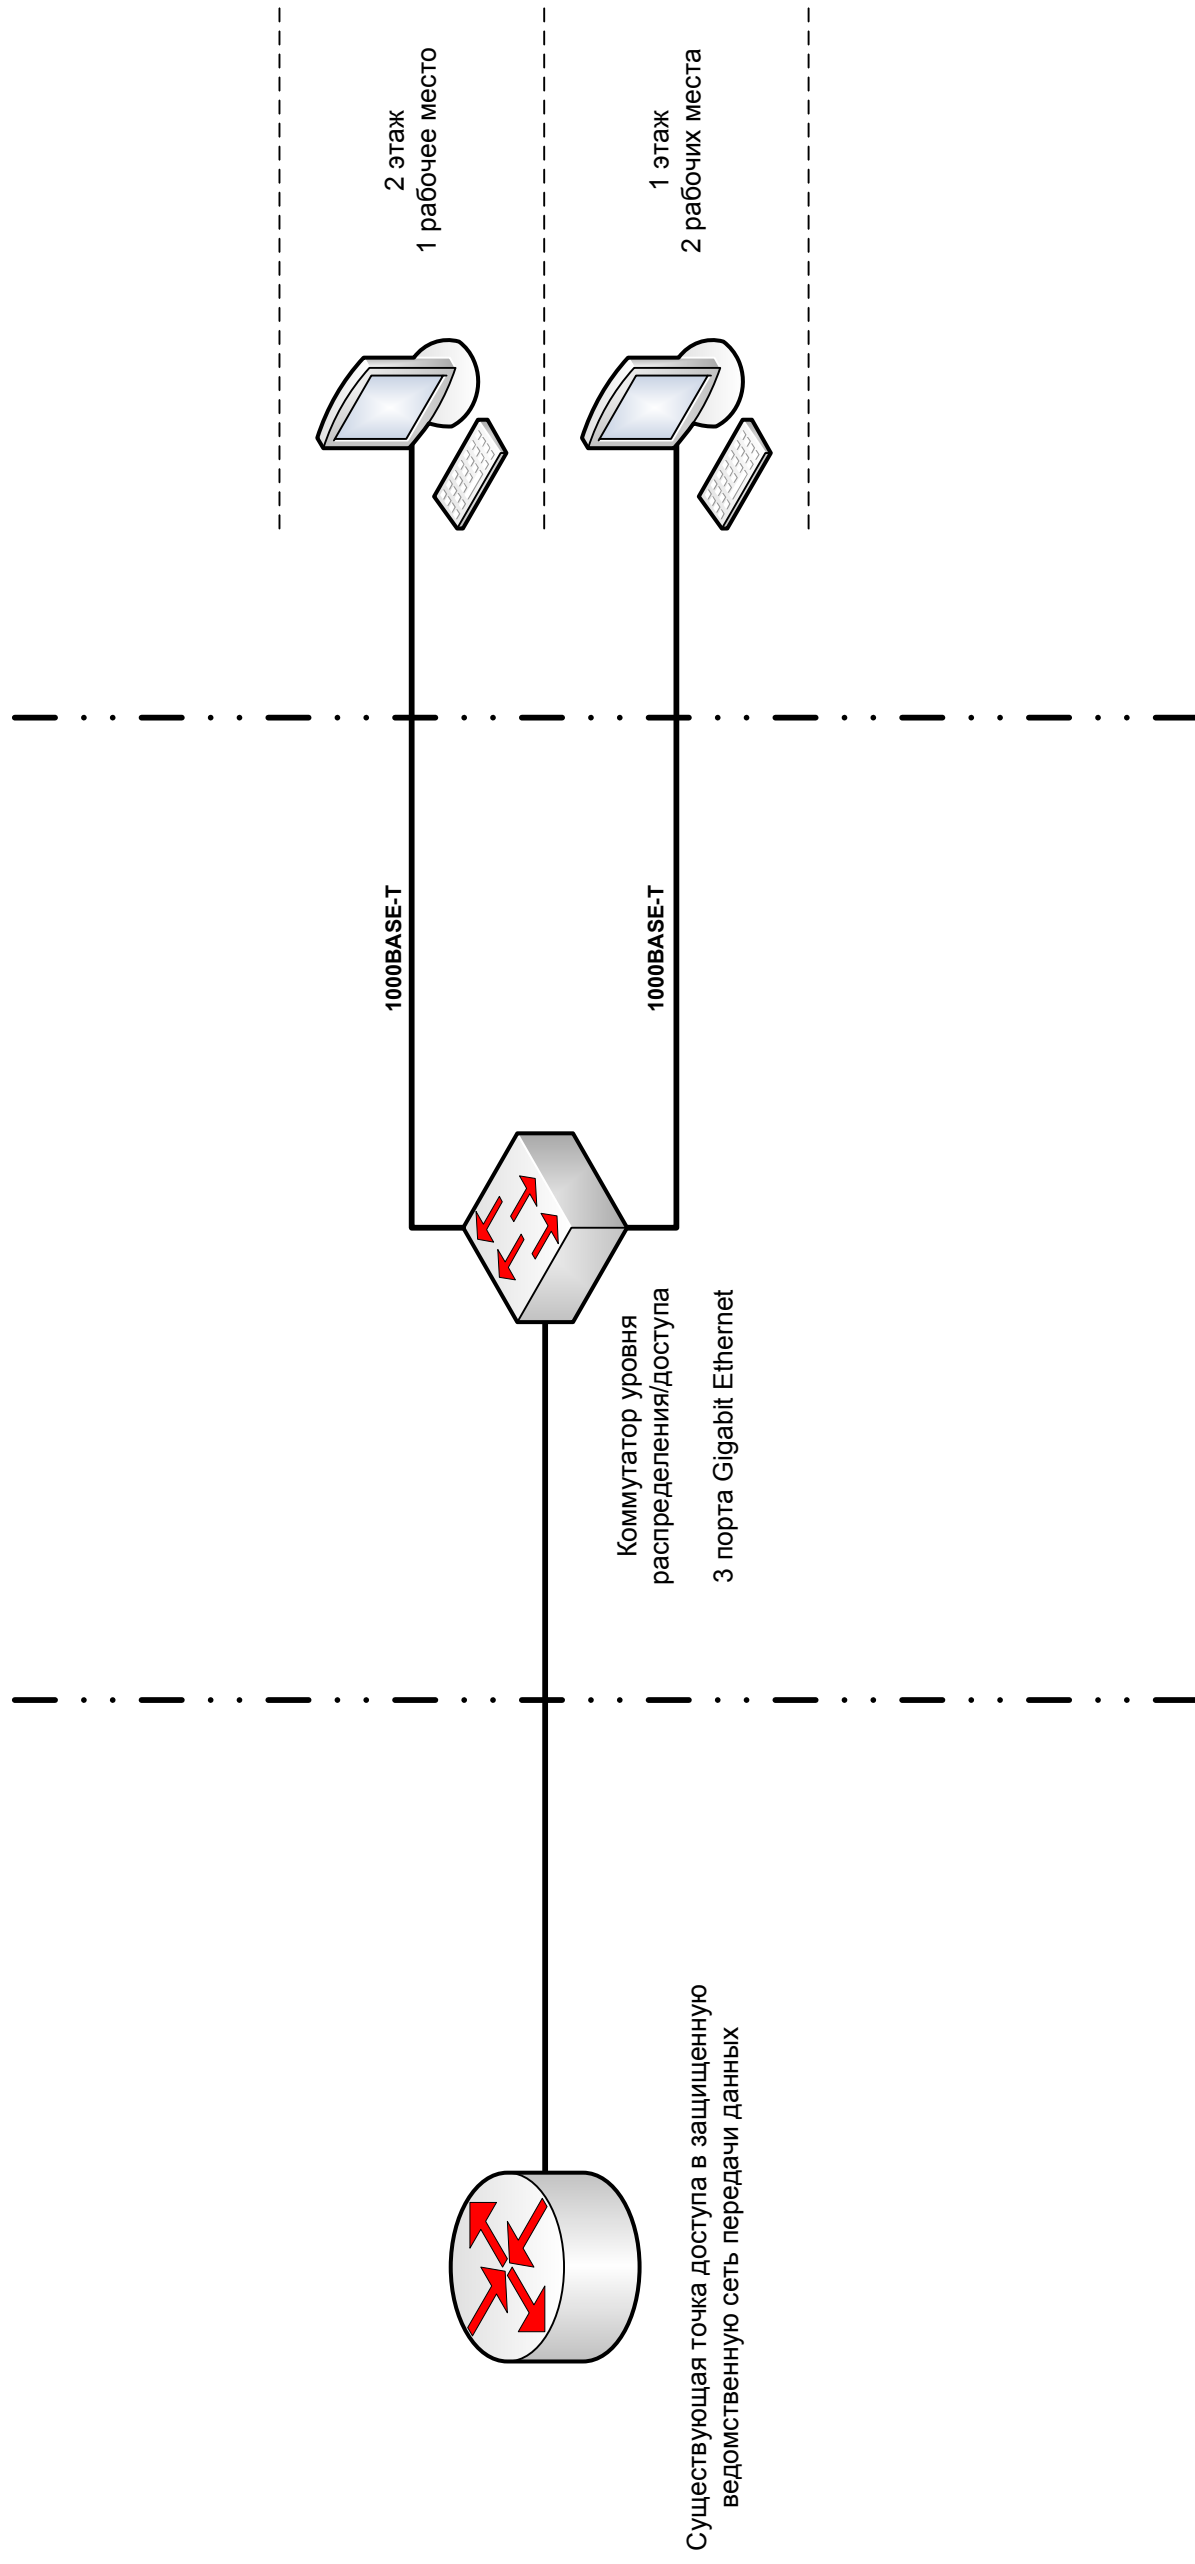 Существующая точка доступа в защищенную
ведомственную сеть передачи данных
Коммутатор уровня
распределения/доступа
3 порта Gigabit Ethernet
1000BASE-T
1000BASE-T
2 этаж
1 рабочее место
1 этаж
2 рабочих места